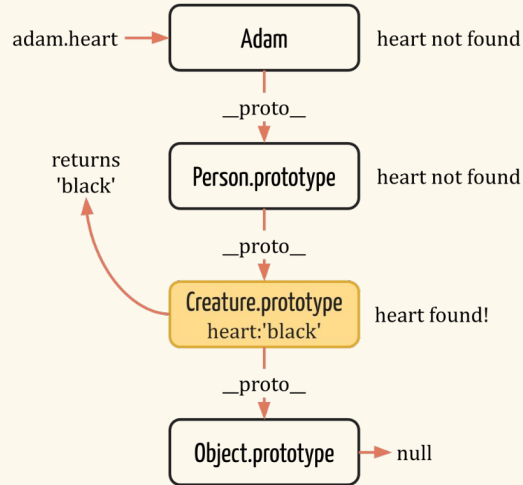 adam.heart
Adam
heart not found
__proto__
returns
'black'
Person.prototype
heart not found
__proto__
Creature.prototype
heart:'black'
heart found!
__proto__
Object.prototype
null